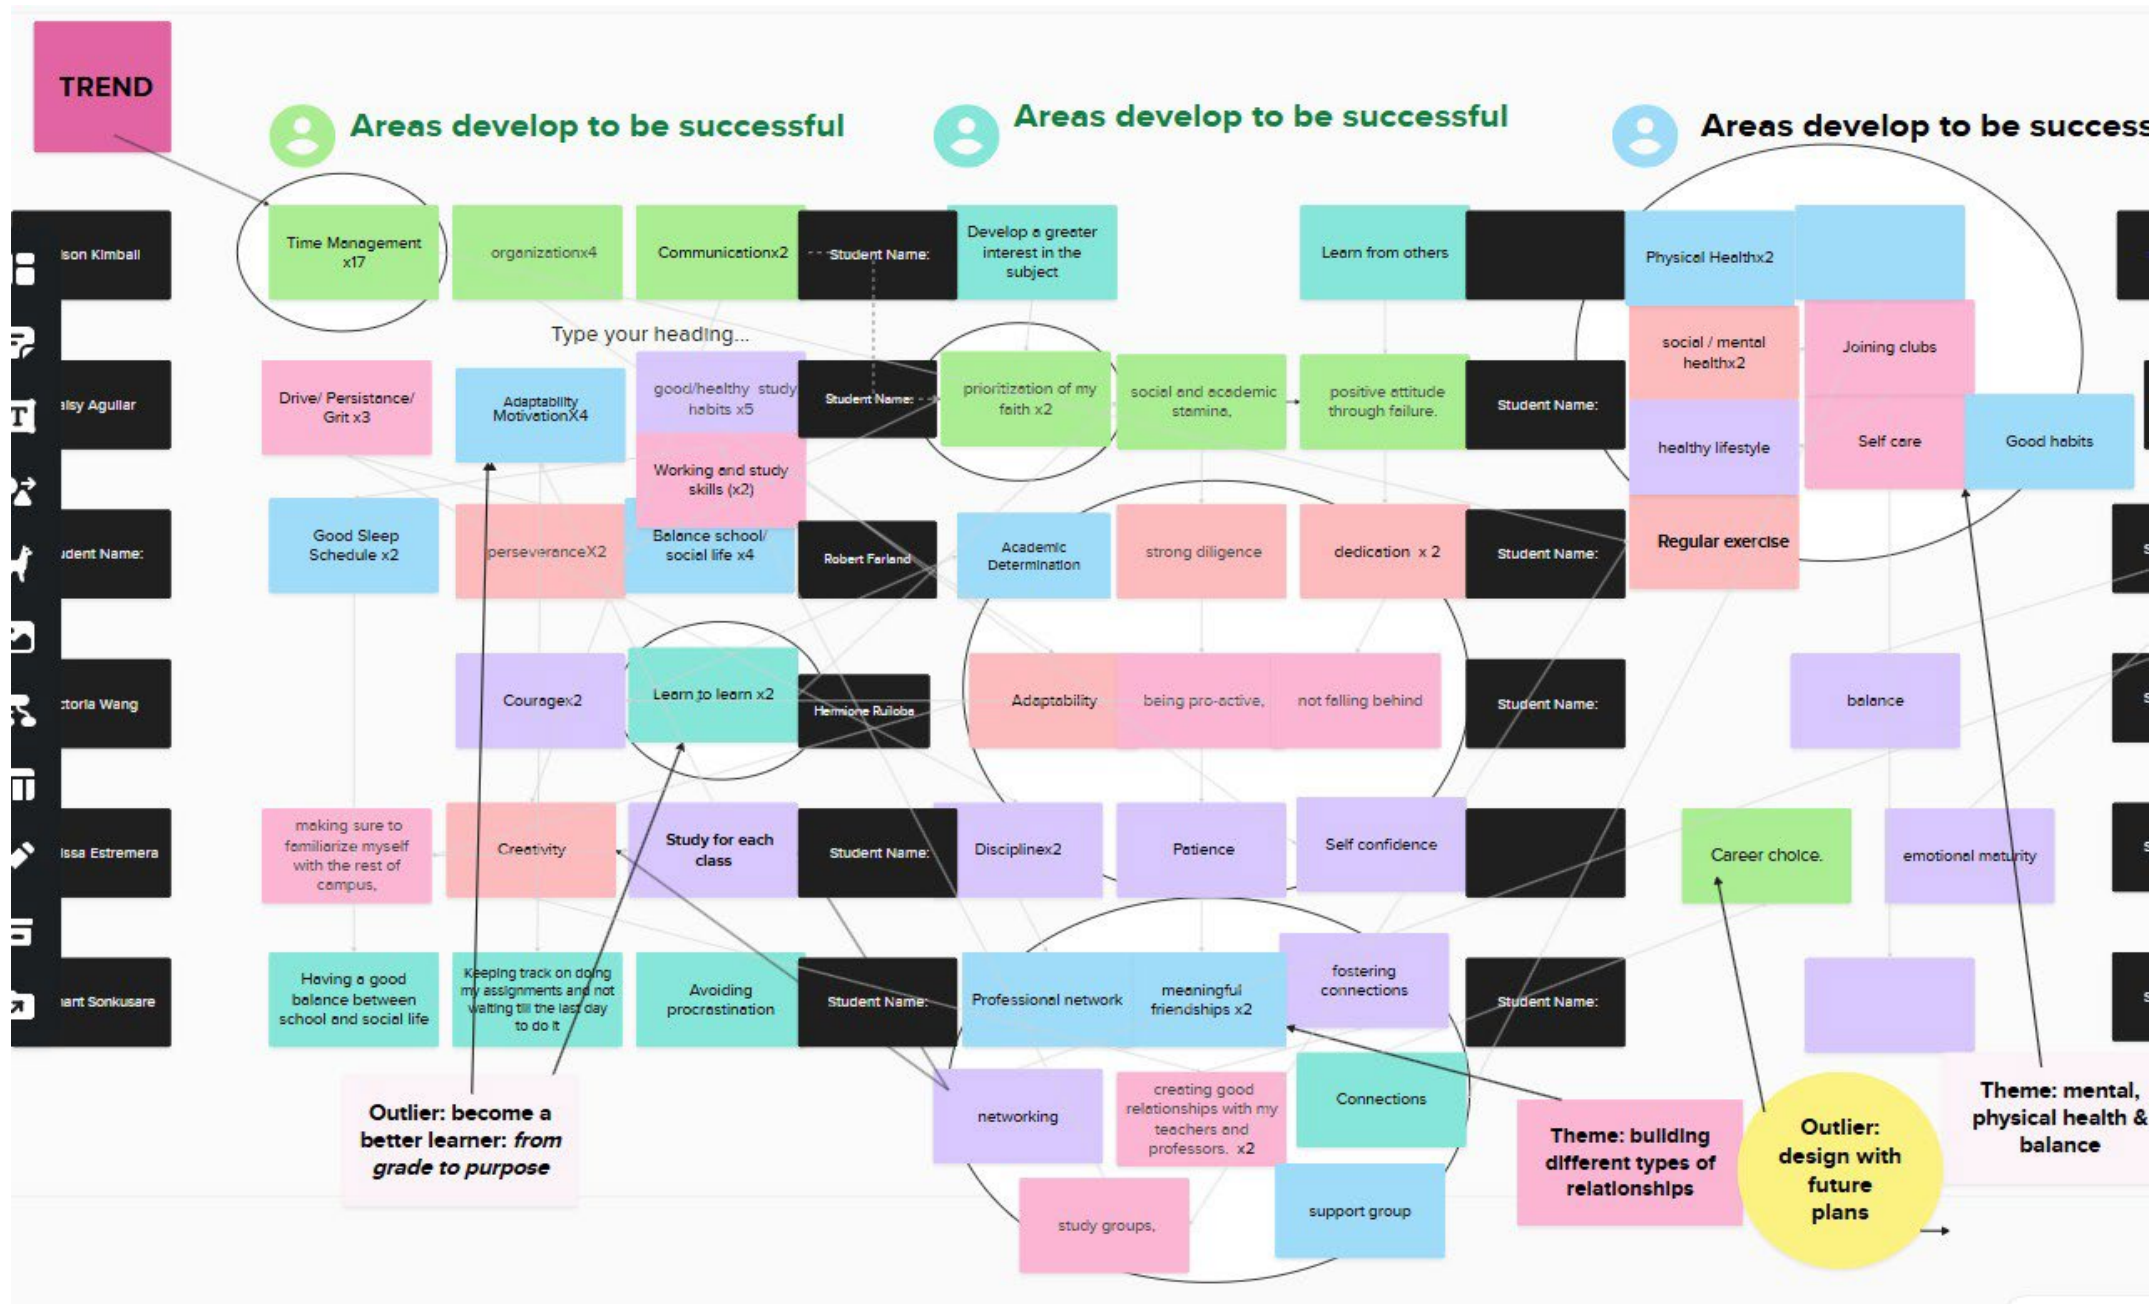 TREND
Areas develop to be successful
Areas develop to be successful
Areas develop to be success
son Kimball
Time Management
x17
organizationx4
Communicationx2
Student Name:
Develop a greater
interest in the
subject
Learn from others
Physical Healthx2
Type your heading...
alsy Aguilar
Drive/ Persistance/
Grit x3
Adaptability
MotivationX4
good/healthy study
habits x5
Working and study
skills (x2)
Student Name:
prioritization of my
faith x2
social and academic
stamina,
positive attitude
through failure.
Student Name:
social / mental
healthx2
Joining clubs
healthy lifestyle
Self care
Good habits
udent Name:
Good Sleep
Schedule x2
perseveranceX2
Balance school/
social life x4
Robert Farland
Academic
Determination
strong diligence
dedication x 2
Student Name:
Regular exercise
ctoria Wang
Couragex2
Learn to learn x2
Hermione Ruiloba
Adaptability
being pro-active,
not falling behind
Student Name:
balance
issa Estremera
making sure to
familiarize myself
with the rest of
campus,
Creativity
Study for each
class
Student Name:
Disciplinex2
Patience
Self confidence
Career choice.
emotional maturity
ant Sonkusare
Having a good
balance between
school and social life
Keeping track on doing
my assignments and not
waiting till the last day
to do it
Avoiding
procrastination
Student Name:
Professional network
meaningful
friendships x2
fostering
connections
Student Name:
Outlier: become a
better learner: from
grade to purpose
networking
creating good
relationships with my
teachers and
professors. x2
Connections
study groups,
support group
Theme: building
different types of
relationships
Outlier:
design with
future
plans
Theme: mental,
physical health &
balance